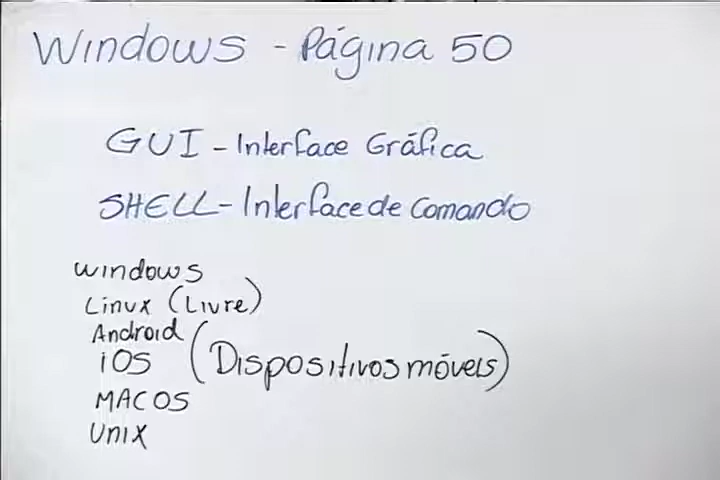 Windows - Página 50
GUI - Interface Gráfica
SHELL - Interface de Comando
Windows
Linux (Livre)
Android
iOS (Dispositivos móveis)
MACOS
Unix